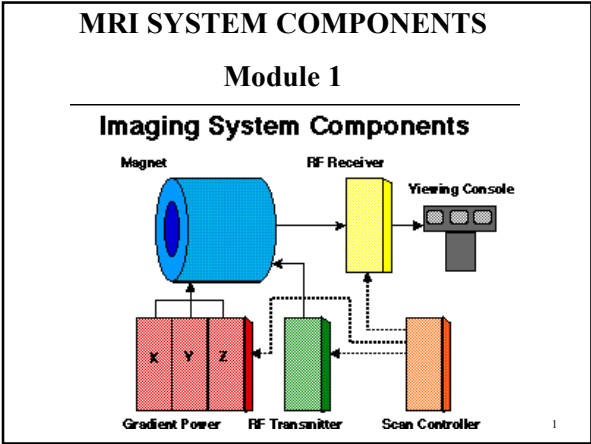 MRI SYSTEM COMPONENTS
Module 1
Imaging System Components
Magnet
RF Receiver
Viewing Console
X Y Z
Gradient Power
RF Transmitter
Scan Controller
1